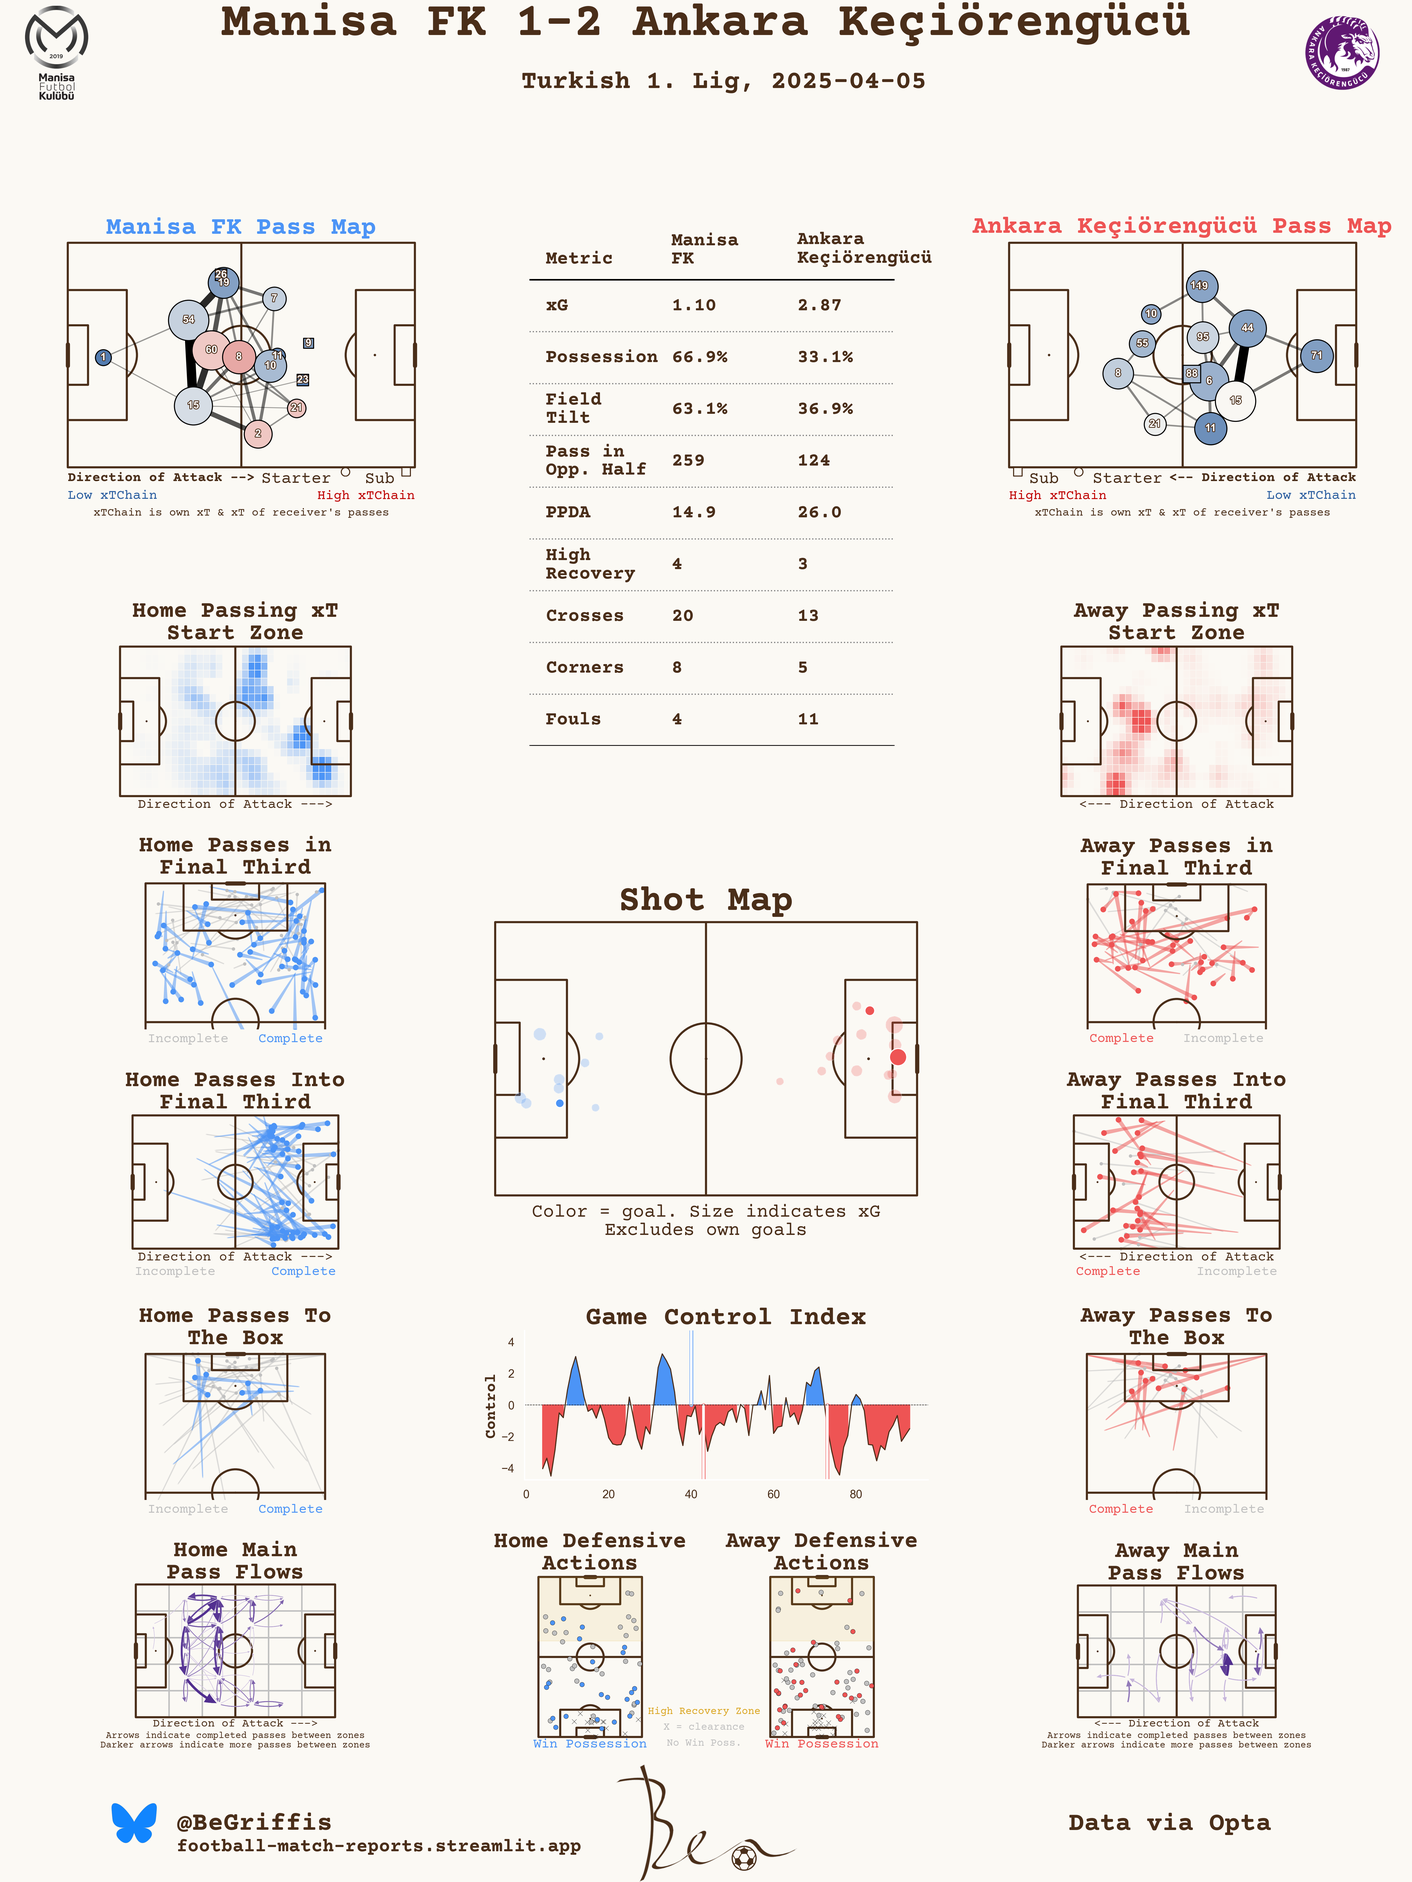 Manisa FK 1-2 Ankara Keçiörengücü
Turkish 1. Lig, 2025-04-05
2019
Manisa
Futbol
Kulübü
ANKARA KEÇİÖRENGÜCÜ
1987
Manisa FK Pass Map
26
19
7
54
1
60
8
11
10
9
23
15
21
2
Direction of Attack --> Starter Sub
Low xTChain High xTChain
xTChain is own xT & xT of receiver's passes
Metric Manisa FK Ankara Keçiörengücü
xG 1.10 2.87
Possession 66.9% 33.1%
Field Tilt 63.1% 36.9%
Pass in Opp. Half 259 124
PPDA 14.9 26.0
High Recovery 4 3
Crosses 20 13
Corners 8 5
Fouls 4 11
Ankara Keçiörengücü Pass Map
10
44
95
55
71
8
88
6
15
21
11
Sub Starter <-- Direction of Attack
High xTChain Low xTChain
xTChain is own xT & xT of receiver's passes
Home Passing xT
Start Zone
Direction of Attack --->
Away Passing xT
Start Zone
<--- Direction of Attack
Home Passes in
Final Third
Incomplete Complete
Away Passes in
Final Third
Complete Incomplete
Shot Map
Color = goal. Size indicates xG
Excludes own goals
Home Passes Into
Final Third
Direction of Attack --->
Incomplete Complete
Away Passes Into
Final Third
<--- Direction of Attack
Complete Incomplete
Home Passes To
The Box
Incomplete Complete
Game Control Index
Control
4
2
0
−2
−4
0 20 40 60 80
Away Passes To
The Box
Complete Incomplete
Home Main
Pass Flows
Direction of Attack --->
Arrows indicate completed passes between zones
Darker arrows indicate more passes between zones
Home Defensive
Actions
Win Possession
High Recovery Zone
X = clearance
No Win Poss.
Away Defensive
Actions
Win Possession
Away Main
Pass Flows
<--- Direction of Attack
Arrows indicate completed passes between zones
Darker arrows indicate more passes between zones
@BeGriffis
football-match-reports.streamlit.app
Ben
Data via Opta